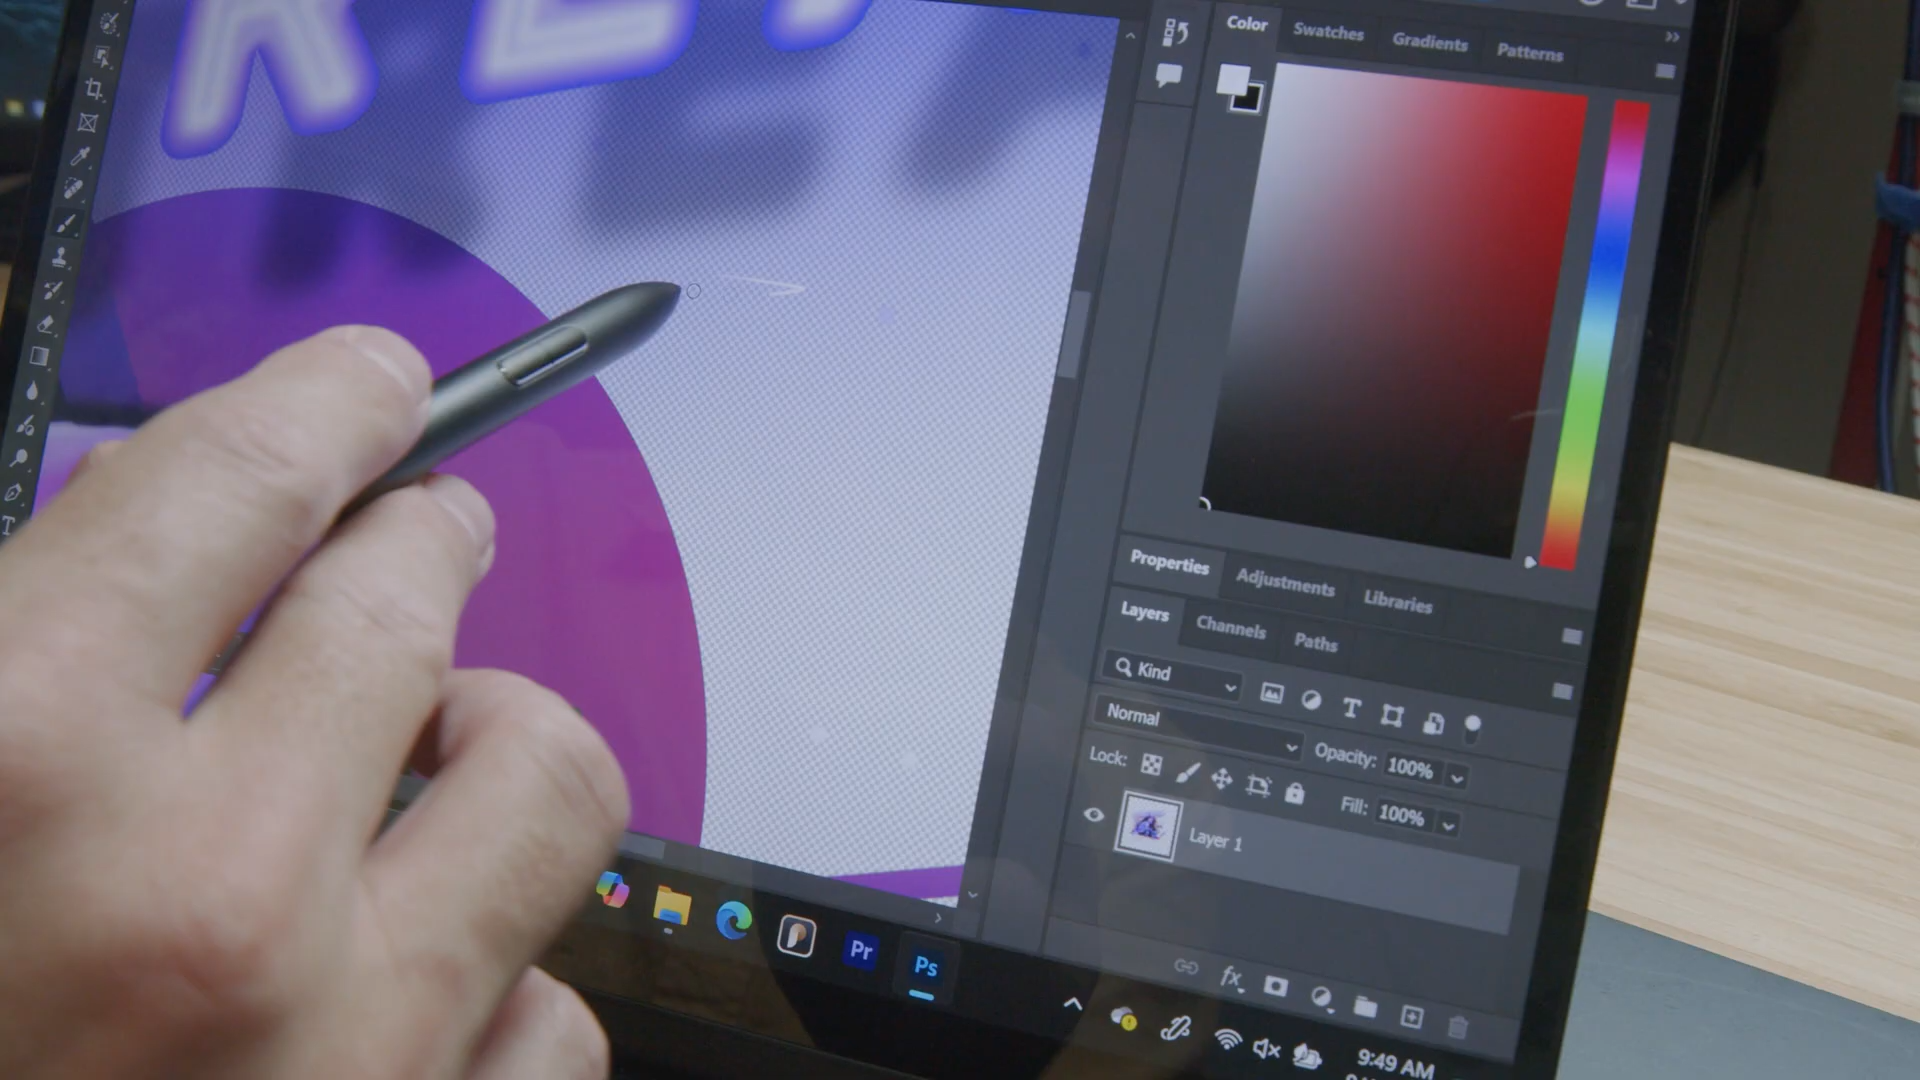 Color Swatches Gradients Patterns
Properties Adjustments Libraries
Layers Channels Paths
Kind
T
Normal
Opacity: 100%
Lock:
Fill: 100%
Layer 1
fx
T
Pr
Ps
9:49 AM